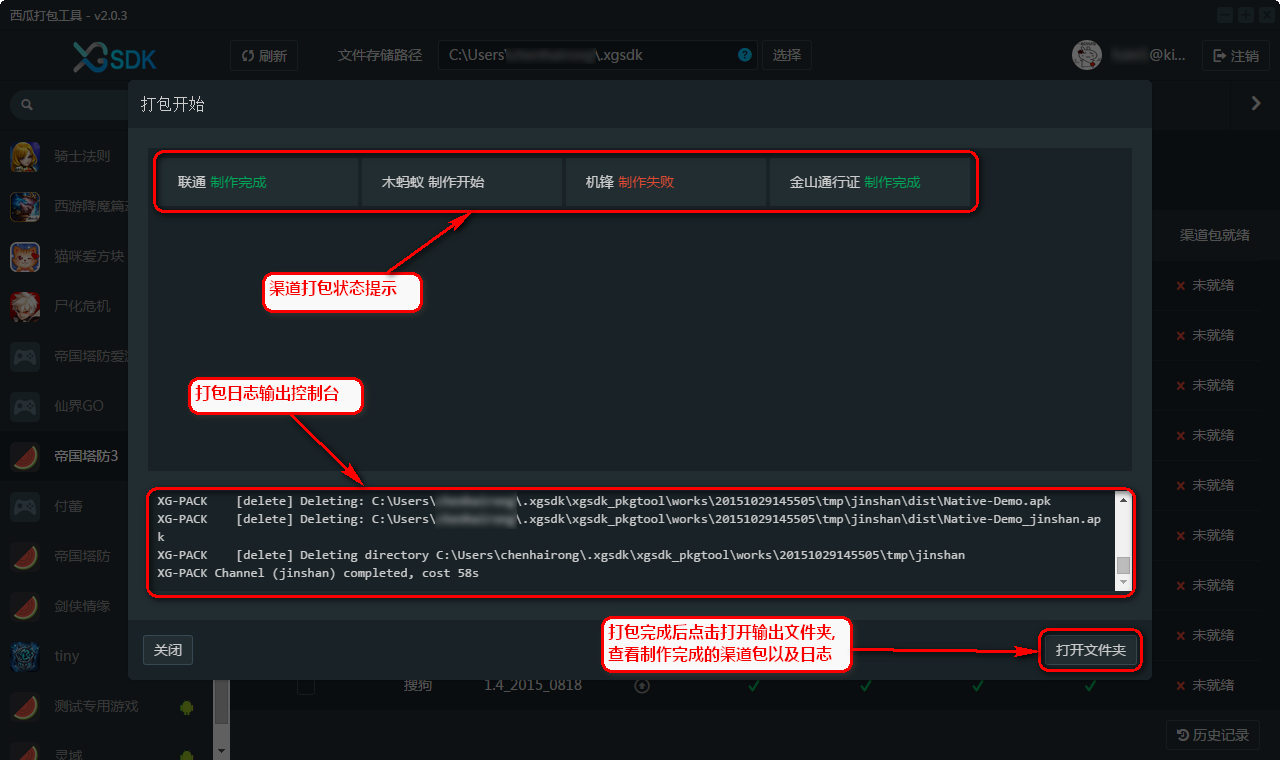 西瓜打包工具 - v2.0.3
XGSDK
刷新
文件存储路径
C:\Users\ \.xgsdk
?
选择
@ki...
注销
打包开始
联通 制作完成
木蚂蚁 制作开始
机锋 制作失败
金山通行证 制作完成
渠道打包状态提示
打包日志输出控制台
XG-PACK [delete] Deleting: C:\Users\ \.xgsdk\xgsdk_pkgtool\works\20151029145505\tmp\jinshan\dist\Native-Demo.apk
XG-PACK [delete] Deleting: C:\Users\ \.xgsdk\xgsdk_pkgtool\works\20151029145505\tmp\jinshan\dist\Native-Demo_jinshan.ap
k
XG-PACK [delete] Deleting directory C:\Users\chenhairong\.xgsdk\xgsdk_pkgtool\works\20151029145505\tmp\jinshan
XG-PACK Channel (jinshan) completed, cost 58s
打包完成后点击打开输出文件夹,
查看制作完成的渠道包以及日志
关闭
打开文件夹
骑士法则
西游降魔篇
猫咪爱方块
尸化危机
帝国塔防爱
仙界GO
帝国塔防3
付蕾
帝国塔防
剑侠情缘
tiny
测试专用游戏
灵域
渠道包就绪
未就绪
未就绪
未就绪
未就绪
未就绪
未就绪
未就绪
未就绪
搜狗
1.4_2015_0818
未就绪
历史记录